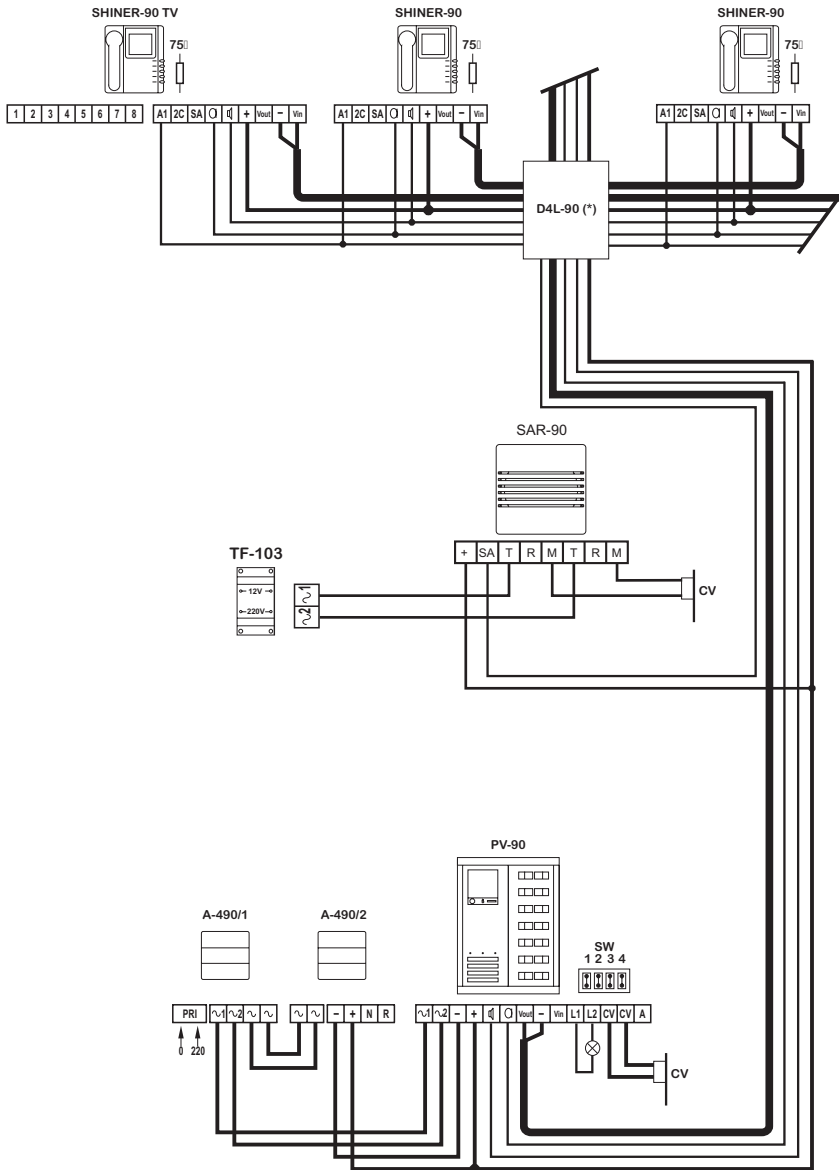 SHINER-90 TV SHINER-90 SHINER-90
75 75 75
1 2 3 4 5 6 7 8 A1 2C SA + Vout − Vin A1 2C SA + Vout − Vin A1 2C SA + Vout − Vin
D4L-90 (*)
SAR-90
+ SA T R M T R M
TF-103
12V
220V
~1
~2
CV
PV-90
A-490/1 A-490/2
SW
1 2 3 4
PRI ~1 ~2 ~ ~ ~ ~ − + N R ~1 ~2 − + Vout − Vin L1 L2 CV CV A
0 220
CV